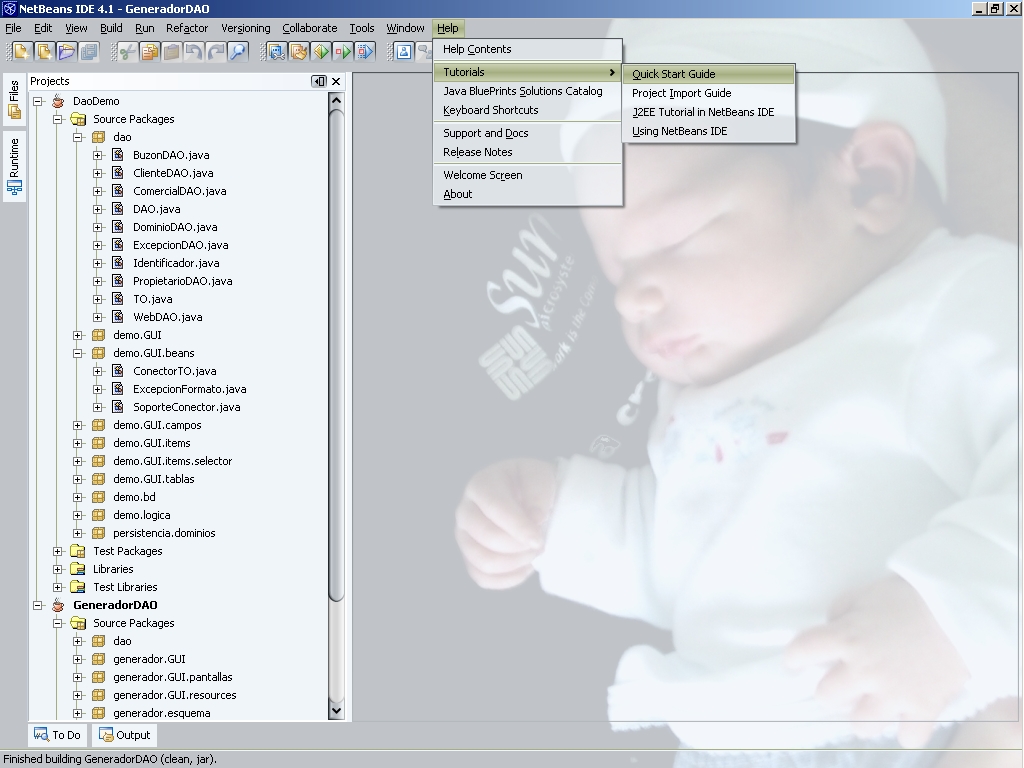 NetBeans IDE 4.1 - GeneradorDAO
File Edit View Build Run Refactor Versioning Collaborate Tools Window Help
Help Contents
Tutorials
Java BluePrints Solutions Catalog
Keyboard Shortcuts
Support and Docs
Release Notes
Welcome Screen
About
Quick Start Guide
Project Import Guide
J2EE Tutorial in NetBeans IDE
Using NetBeans IDE
Files
Runtime
Projects
DaoDemo
Source Packages
dao
BuzonDAO.java
ClienteDAO.java
ComercialDAO.java
DAO.java
DominioDAO.java
ExcepcionDAO.java
Identificador.java
PropietarioDAO.java
TO.java
WebDAO.java
demo.GUI
demo.GUI.beans
ConectorTO.java
ExcepcionFormato.java
SoporteConector.java
demo.GUI.campos
demo.GUI.items
demo.GUI.items.selector
demo.GUI.tablas
demo.bd
demo.logica
persistencia.dominios
Test Packages
Libraries
Test Libraries
GeneradorDAO
Source Packages
dao
generador.GUI
generador.GUI.pantallas
generador.GUI.resources
generador.esquema
Sun
is the
To Do
Output
Finished building GeneradorDAO (clean, jar).